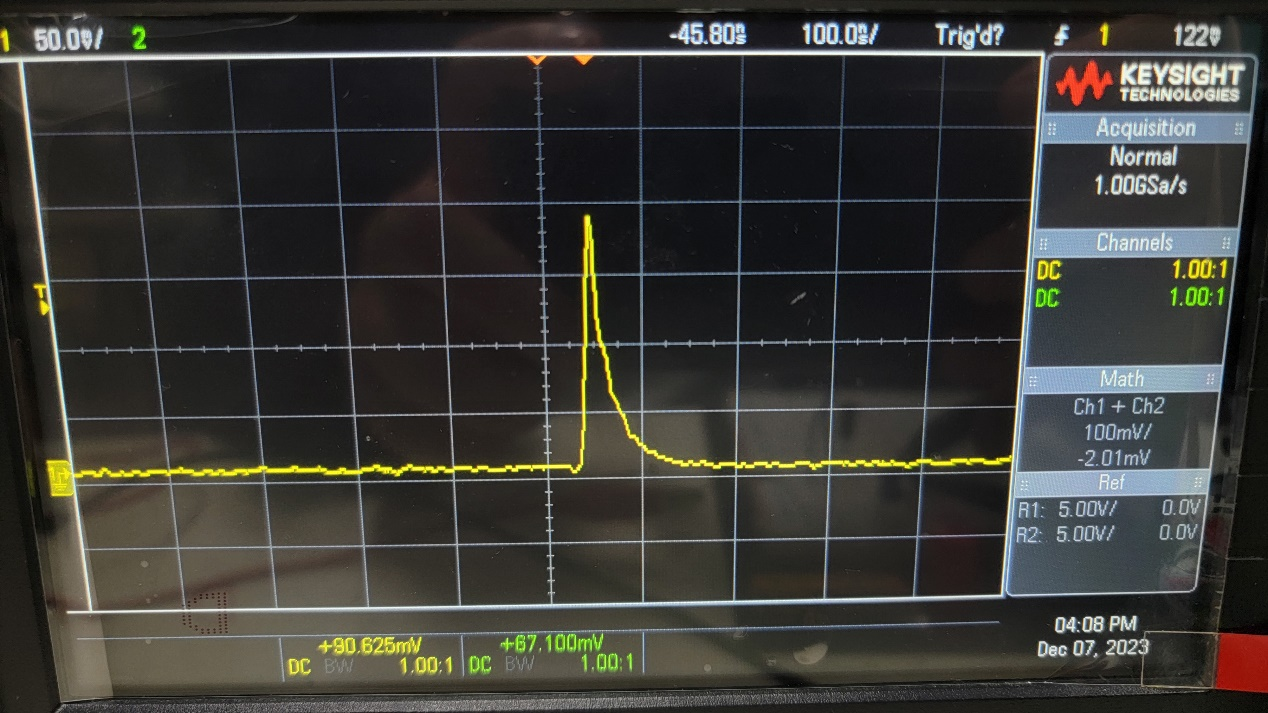 1 50.0V/ 2 -45.80ns 100.0ns/ Trig'd? 1 122V
KEYSIGHT
TECHNOLOGIES
Acquisition
Normal
1.00GSa/s
Channels
DC 1.00:1
DC 1.00:1
T
Math
Ch1 + Ch2
100mV/
-2.01mV
Ref
R1: 5.00V/ 0.0V
R2: 5.00V/ 0.0V
+90.625mV
DC BW 1.00:1
+67.100mV
DC BW 1.00:1
04:08 PM
Dec 07, 2023